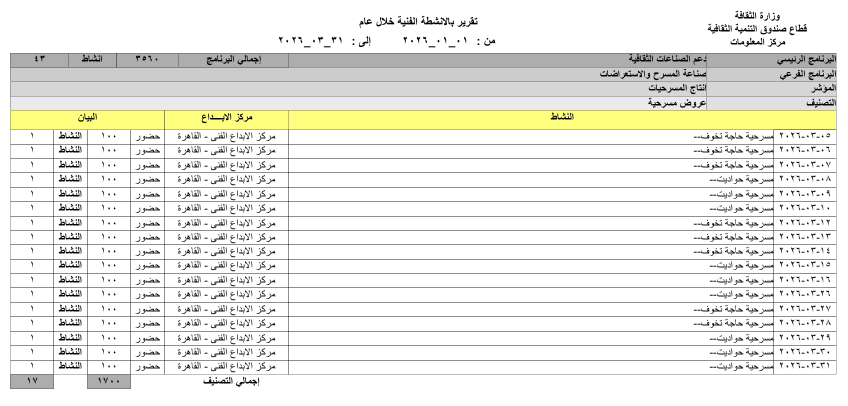 وزارة الثقافة
قطاع صندوق التنمية الثقافية
مركز المعلومات
تقرير بالانشطة الفنية خلال عام
من : ٢٠٢٦_٠١_٠١ إلى : ٢٠٢٦_٠٣_٣١
البرنامج الرئيسي دعم الصناعات الثقافية إجمالي البرنامج ٣٥٦٠ انشاط ٤٣
البرنامج الفرعي صناعة المسرح والاستعراضات
المؤشر انتاج المسرحيات
التصنيف عروض مسرحية
النشاط مركز الابـــداع البيان
٢٠٢٦-٠٣-٠٥ مسرحية حاجة تخوف-- مركز الابداع الفنى - القاهرة حضور ١٠٠ النشاط ١
٢٠٢٦-٠٣-٠٦ مسرحية حاجة تخوف-- مركز الابداع الفنى - القاهرة حضور ١٠٠ النشاط ١
٢٠٢٦-٠٣-٠٧ مسرحية حاجة تخوف-- مركز الابداع الفنى - القاهرة حضور ١٠٠ النشاط ١
٢٠٢٦-٠٣-٠٨ مسرحية حواديت-- مركز الابداع الفنى - القاهرة حضور ١٠٠ النشاط ١
٢٠٢٦-٠٣-٠٩ مسرحية حواديت-- مركز الابداع الفنى - القاهرة حضور ١٠٠ النشاط ١
٢٠٢٦-٠٣-١٠ مسرحية حواديت-- مركز الابداع الفنى - القاهرة حضور ١٠٠ النشاط ١
٢٠٢٦-٠٣-١٢ مسرحية حاجة تخوف-- مركز الابداع الفنى - القاهرة حضور ١٠٠ النشاط ١
٢٠٢٦-٠٣-١٣ مسرحية حاجة تخوف-- مركز الابداع الفنى - القاهرة حضور ١٠٠ النشاط ١
٢٠٢٦-٠٣-١٤ مسرحية حاجة تخوف-- مركز الابداع الفنى - القاهرة حضور ١٠٠ النشاط ١
٢٠٢٦-٠٣-١٥ مسرحية حواديت-- مركز الابداع الفنى - القاهرة حضور ١٠٠ النشاط ١
٢٠٢٦-٠٣-١٦ مسرحية حواديت-- مركز الابداع الفنى - القاهرة حضور ١٠٠ النشاط ١
٢٠٢٦-٠٣-٢٦ مسرحية حواديت-- مركز الابداع الفنى - القاهرة حضور ١٠٠ النشاط ١
٢٠٢٦-٠٣-٢٧ مسرحية حاجة تخوف-- مركز الابداع الفنى - القاهرة حضور ١٠٠ النشاط ١
٢٠٢٦-٠٣-٢٨ مسرحية حاجة تخوف-- مركز الابداع الفنى - القاهرة حضور ١٠٠ النشاط ١
٢٠٢٦-٠٣-٢٩ مسرحية حواديت-- مركز الابداع الفنى - القاهرة حضور ١٠٠ النشاط ١
٢٠٢٦-٠٣-٣٠ مسرحية حواديت-- مركز الابداع الفنى - القاهرة حضور ١٠٠ النشاط ١
٢٠٢٦-٠٣-٣١ مسرحية حواديت-- مركز الابداع الفنى - القاهرة حضور ١٠٠ النشاط ١
إجمالي التصنيف ١٧٠٠ ١٧